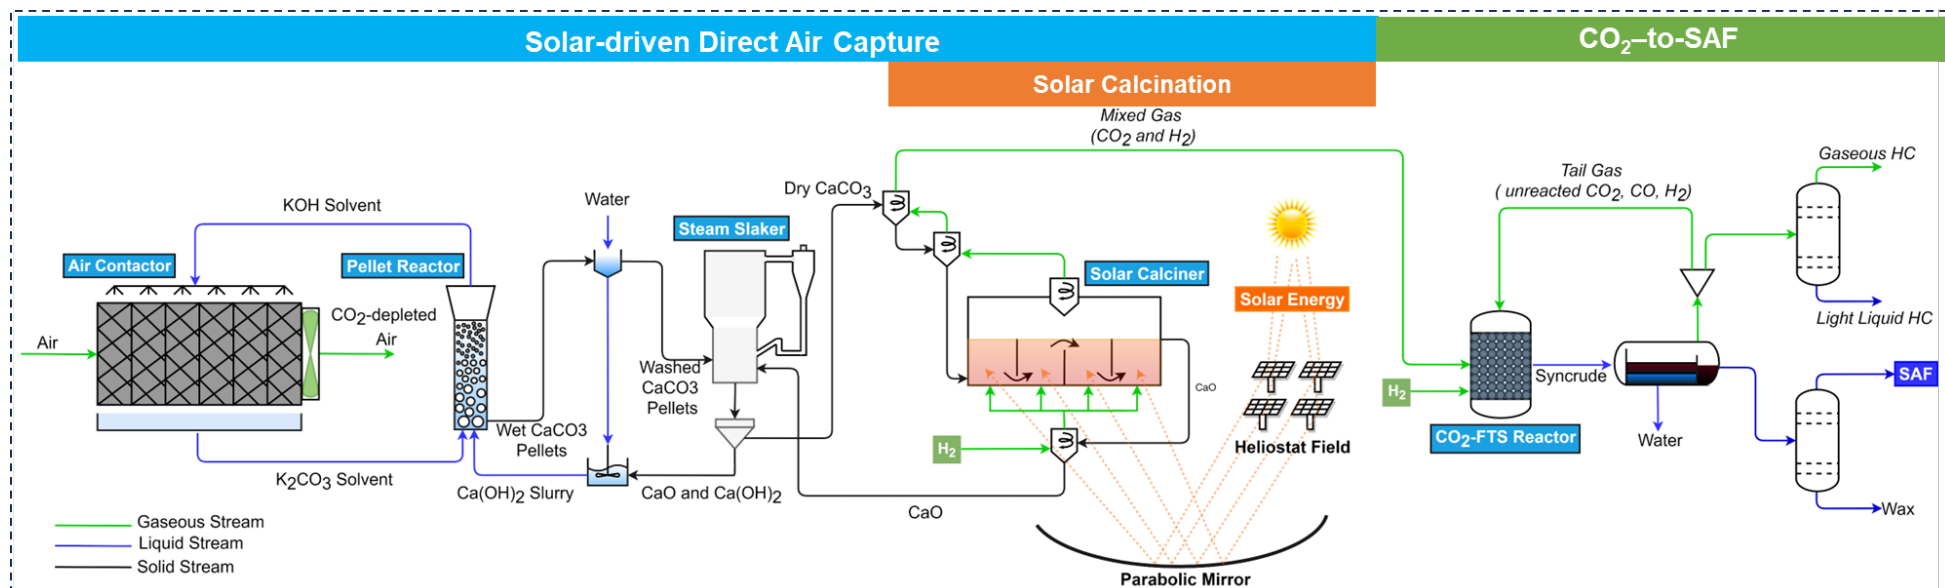 Solar-driven Direct Air Capture
CO2–to-SAF
Solar Calcination
Mixed Gas
(CO2 and H2)
Gaseous HC
Tail Gas
( unreacted CO2, CO, H2)
Dry CaCO3
Water
KOH Solvent
Steam Slaker
Air Contactor
Pellet Reactor
Solar Calciner
Solar Energy
CO2-depleted
Air
Air
Light Liquid HC
Washed
CaCO3
Pellets
CaO
Syncrude
SAF
H2
Wet CaCO3
Pellets
H2
Heliostat Field
CO2-FTS Reactor
Water
K2CO3 Solvent
Ca(OH)2 Slurry
CaO and Ca(OH)2
CaO
Wax
Gaseous Stream
Liquid Stream
Solid Stream
Parabolic Mirror